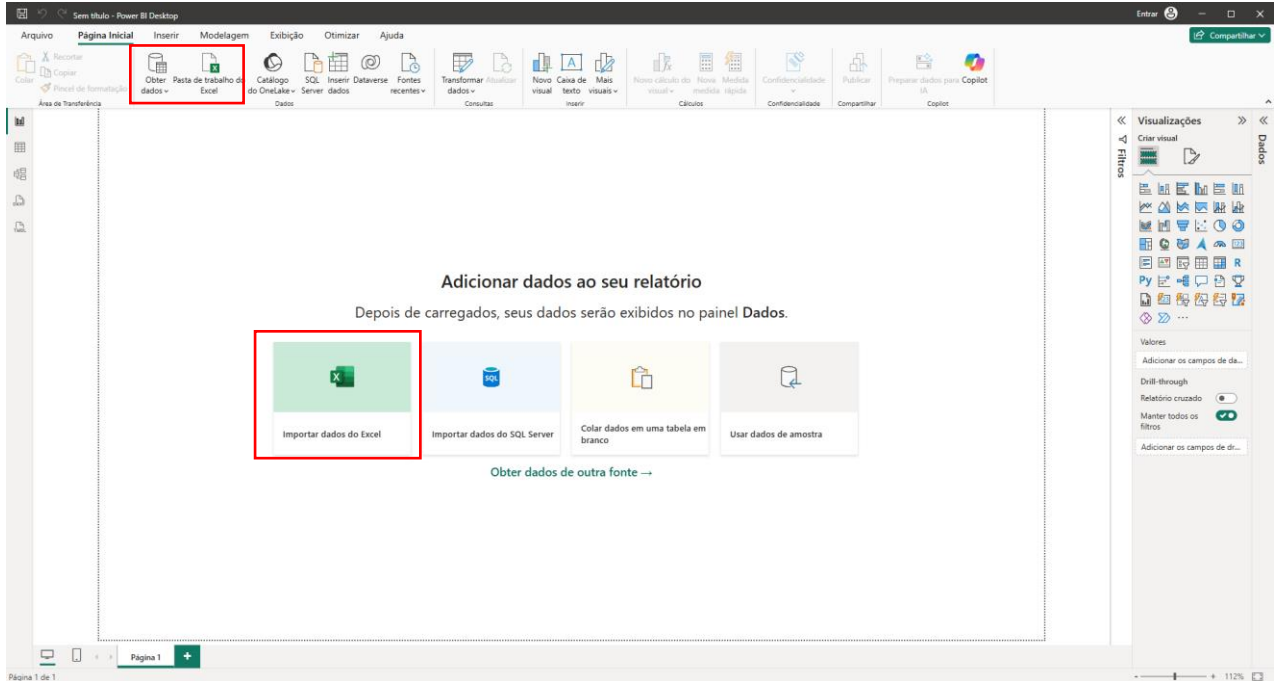 Sem título - Power BI Desktop
Entrar
Arquivo Página Inicial Inserir Modelagem Exibição Otimizar Ajuda
Compartilhar
Colar
Recortar
Copiar
Pincel de formatação
Área de Transferência
Obter dados
Pasta de trabalho do Excel
Catálogo do OneLake
SQL Server
Inserir dados
Dataverse
Fontes recentes
Dados
Transformar dados
Atualizar
Consultas
Novo visual
Caixa de texto
Mais visuais
Inserir
Novo cálculo do visual
Nova medida
Medida rápida
Cálculos
Confidencialidade
Confidencialidade
Publicar
Compartilhar
Preparar dados para IA
Copilot
Copilot
Adicionar dados ao seu relatório
Depois de carregados, seus dados serão exibidos no painel Dados.
Importar dados do Excel
Importar dados do SQL Server
Colar dados em uma tabela em
branco
Usar dados de amostra
Obter dados de outra fonte →
Filtros
Visualizações
Criar visual
R
Py
Valores
Adicionar os campos de da...
Drill-through
Relatório cruzado
Manter todos os
filtros
Adicionar os campos de dr...
Dados
Página 1
Página 1 de 1
112%